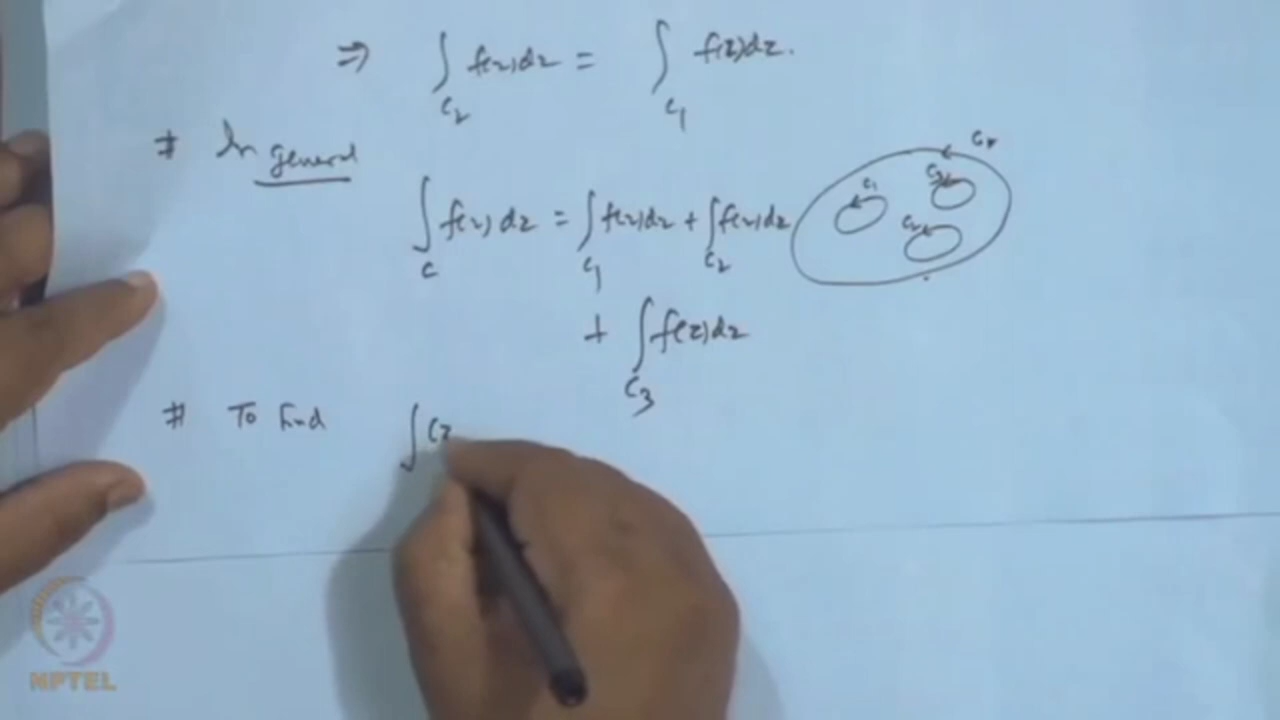 ⇒ ∫_{C₂} f(z)dz = ∫_{C₁} f(z)dz.
# In general
∫_C f(z)dz = ∫_{C₁} f(z)dz + ∫_{C₂} f(z)dz
+ ∫_{C₃} f(z)dz
C₁ C₂ C₃
# To find ∫(z
NPTEL